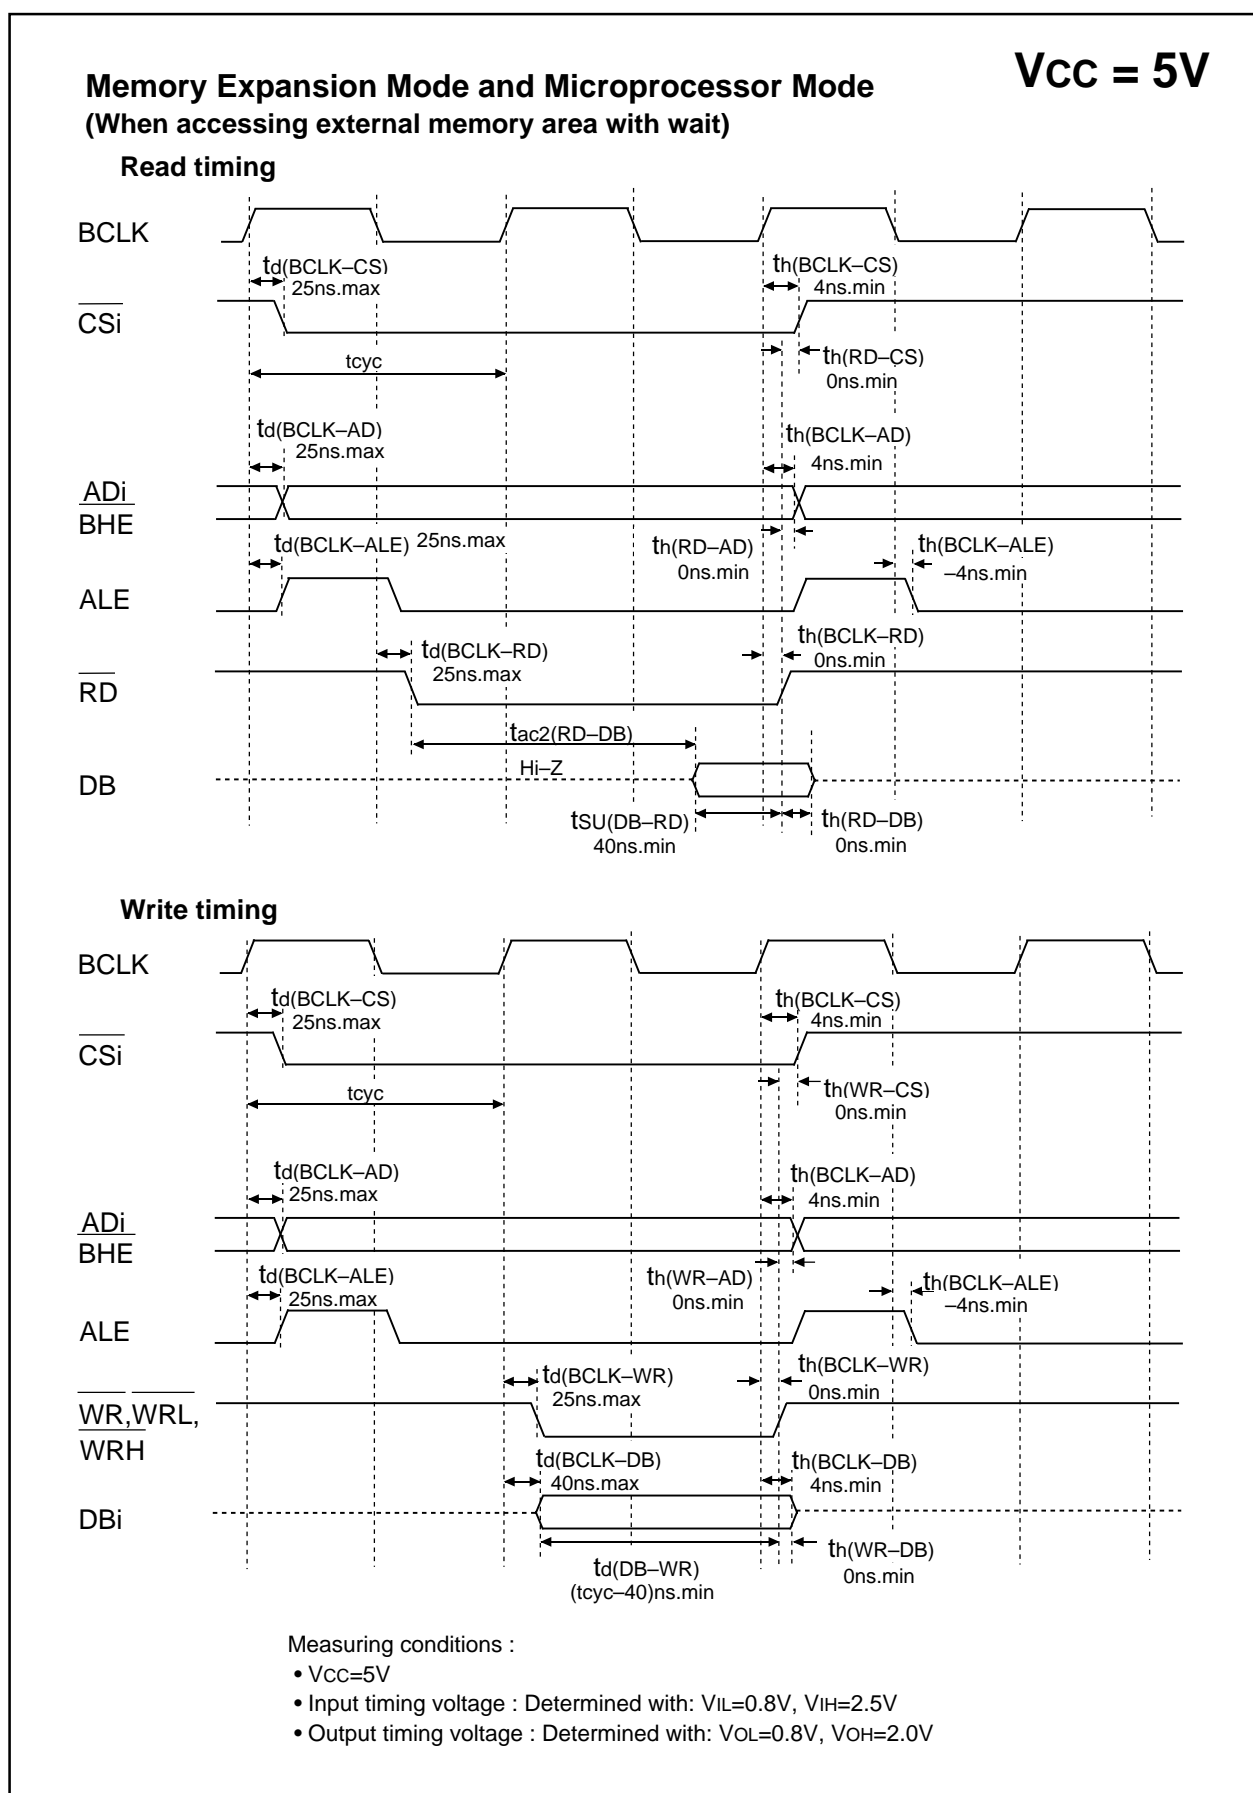 VCC = 5V
Memory Expansion Mode and Microprocessor Mode
(When accessing external memory area with wait)
Read timing
BCLK
td(BCLK–CS)
25ns.max
th(BCLK–CS)
4ns.min
CSi
tcyc
th(RD–CS)
0ns.min
td(BCLK–AD)
25ns.max
th(BCLK–AD)
4ns.min
ADi
BHE
td(BCLK–ALE) 25ns.max
th(RD–AD)
0ns.min
th(BCLK–ALE)
–4ns.min
ALE
td(BCLK–RD)
25ns.max
th(BCLK–RD)
0ns.min
RD
tac2(RD–DB)
Hi–Z
DB
tSU(DB–RD)
40ns.min
th(RD–DB)
0ns.min
Write timing
BCLK
td(BCLK–CS)
25ns.max
th(BCLK–CS)
4ns.min
CSi
tcyc
th(WR–CS)
0ns.min
td(BCLK–AD)
25ns.max
th(BCLK–AD)
4ns.min
ADi
BHE
td(BCLK–ALE)
25ns.max
th(WR–AD)
0ns.min
th(BCLK–ALE)
–4ns.min
ALE
td(BCLK–WR)
25ns.max
th(BCLK–WR)
0ns.min
WR,WRL,
WRH
td(BCLK–DB)
40ns.max
th(BCLK–DB)
4ns.min
DBi
td(DB–WR)
(tcyc–40)ns.min
th(WR–DB)
0ns.min
Measuring conditions :
• VCC=5V
• Input timing voltage : Determined with: VIL=0.8V, VIH=2.5V
• Output timing voltage : Determined with: VOL=0.8V, VOH=2.0V